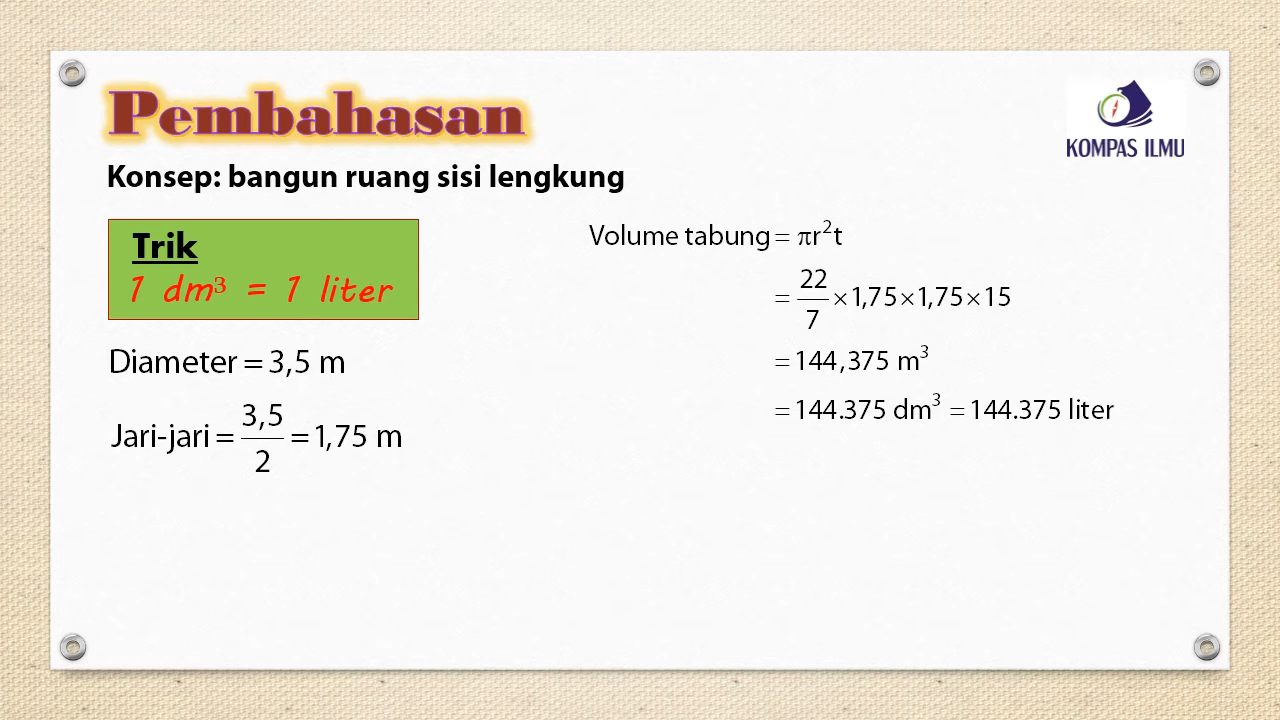 Pembahasan
KOMPAS ILMU
Konsep: bangun ruang sisi lengkung
Trik
1 dm³ = 1 liter
Diameter = 3,5 m
Jari-jari = 3,5/2 = 1,75 m
Volume tabung = πr²t
= 22/7 × 1,75 × 1,75 × 15
= 144,375 m³
= 144.375 dm³ = 144.375 liter